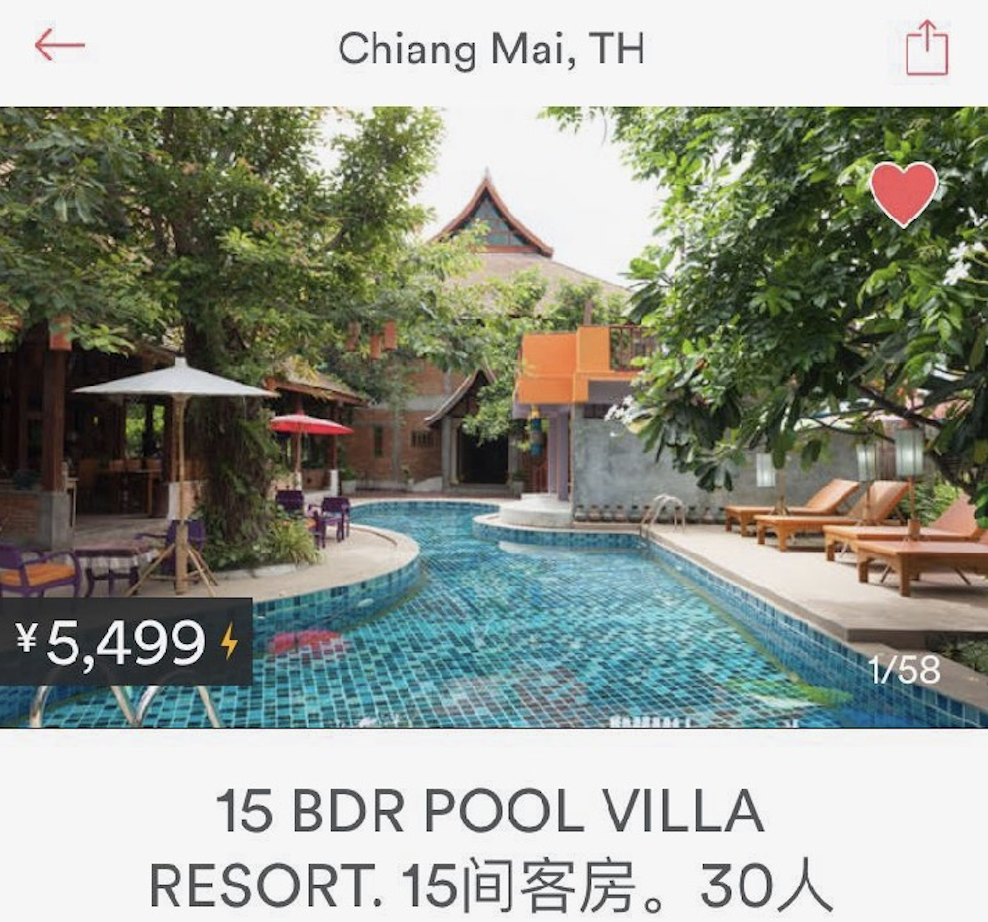 Chiang Mai, TH
¥5,499
1/58
15 BDR POOL VILLA
RESORT. 15间客房。30人